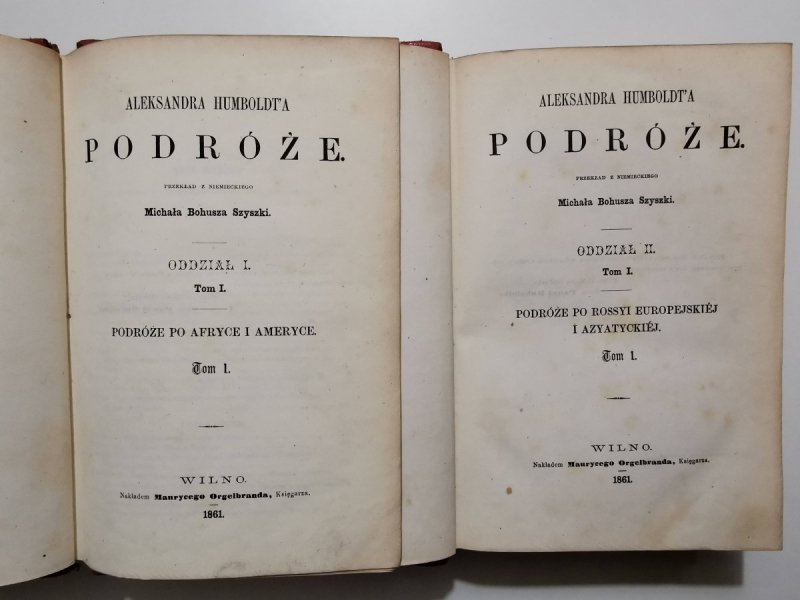 ALEKSANDRA HUMBOLDT'A
PODRÓŻE.
PRZEKŁAD Z NIEMIECKIEGO
Michała Bohusza Szyszki.
ODDZIAŁ I.
Tom I.
PODRÓŻE PO AFRYCE I AMERYCE.
Tom I.
WILNO.
Nakładem Maurycego Orgelbranda, Księgarza.
1861.
ALEKSANDRA HUMBOLDT'A
PODRÓŻE.
PRZEKŁAD Z NIEMIECKIEGO
Michała Bohusza Szyszki.
ODDZIAŁ II.
Tom I.
PODRÓŻE PO ROSSYI EUROPEJSKIÉJ
I AZYATYCKIÉJ.
Tom I.
WILNO.
Nakładem Maurycego Orgelbranda, Księgarza.
1861.